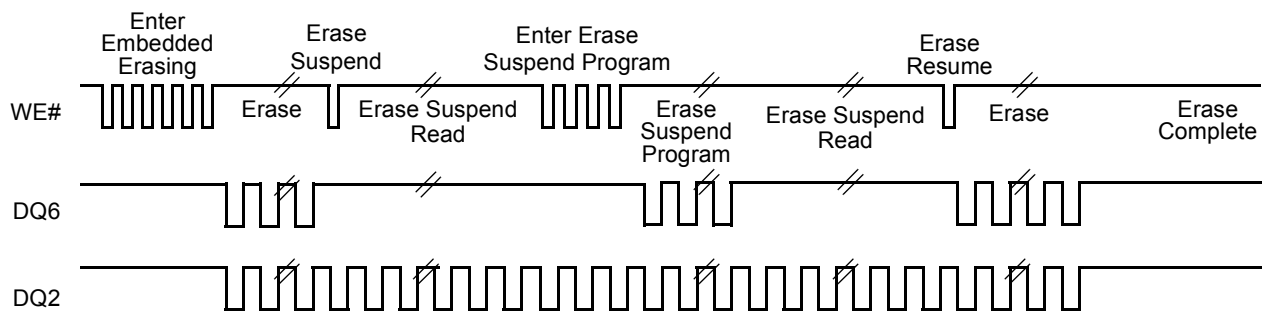 Enter
Embedded
Erasing
Erase
Suspend
Enter Erase
Suspend Program
Erase
Resume
WE#
Erase
Erase Suspend
Read
Erase
Suspend
Program
Erase Suspend
Read
Erase
Erase
Complete
DQ6
DQ2